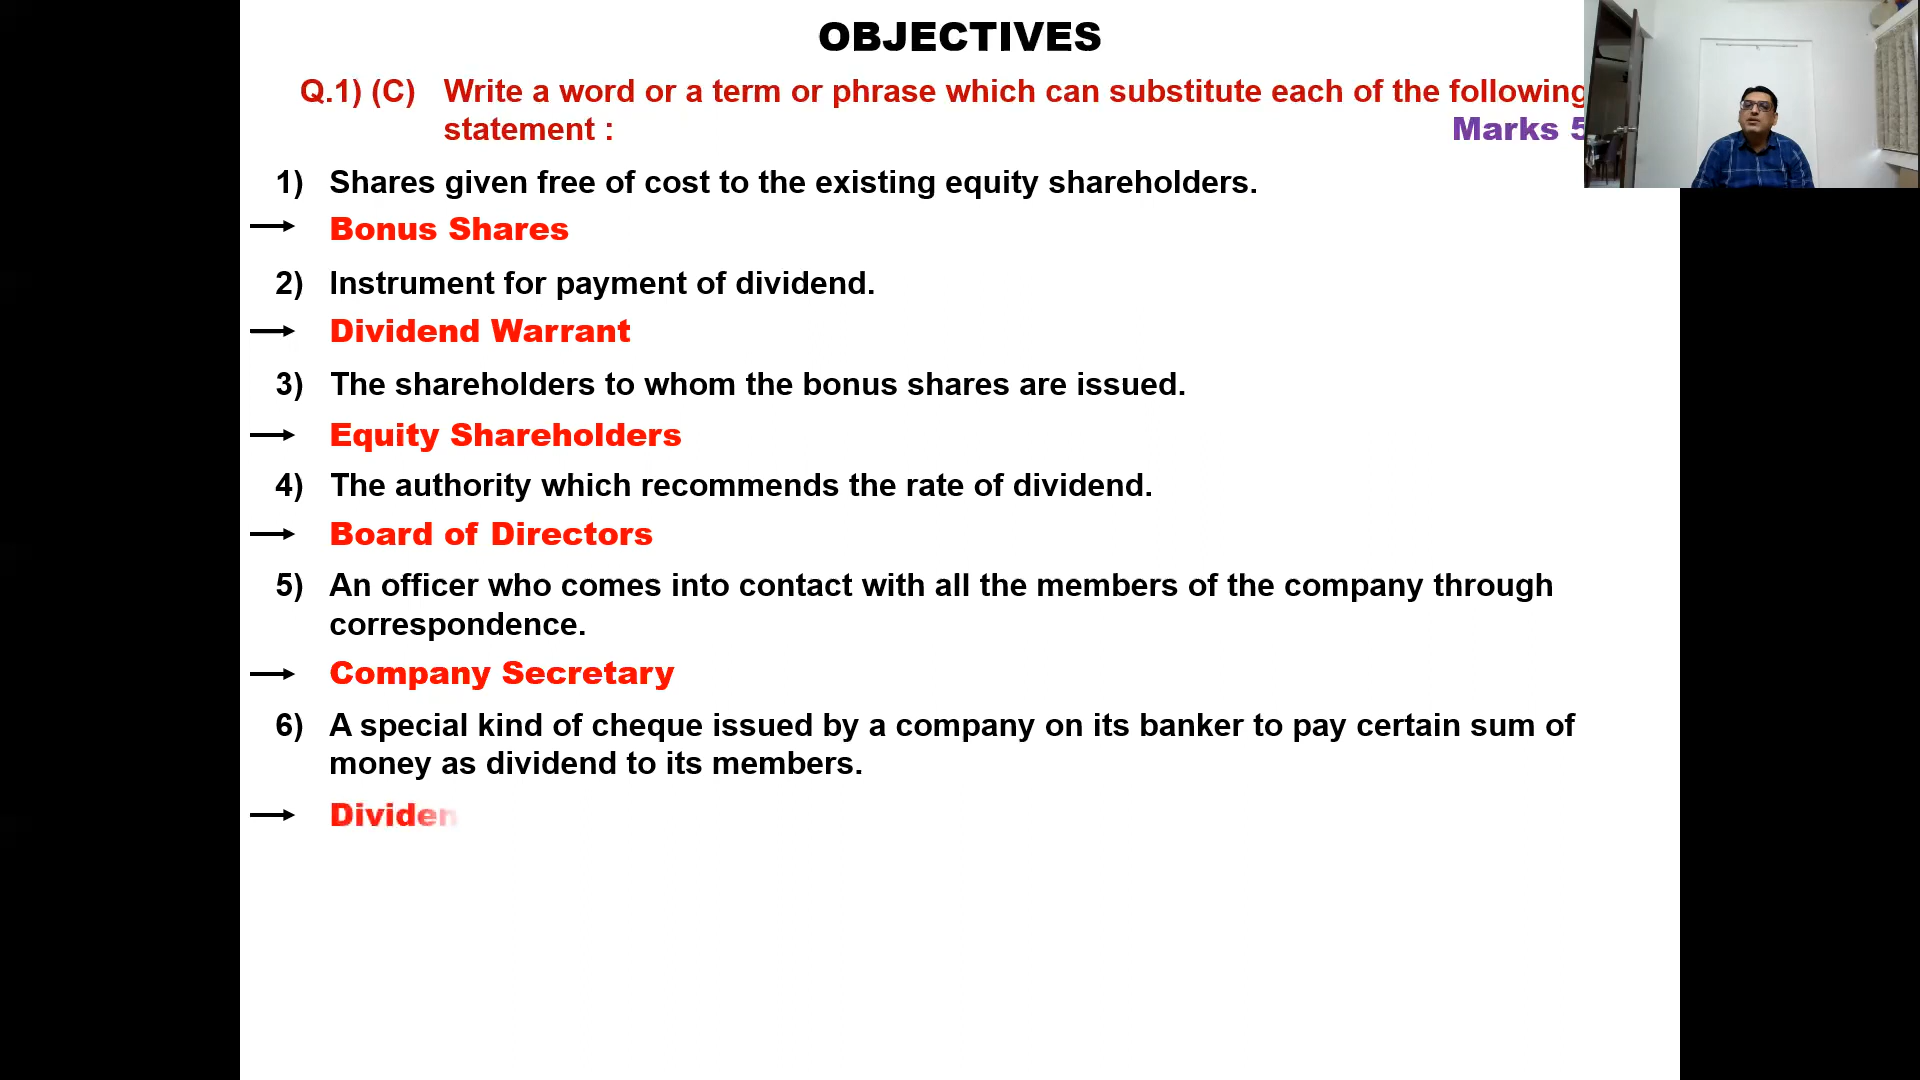 OBJECTIVES
Q.1) (C) Write a word or a term or phrase which can substitute each of the following
statement : Marks 5
1) Shares given free of cost to the existing equity shareholders.
Bonus Shares
2) Instrument for payment of dividend.
Dividend Warrant
3) The shareholders to whom the bonus shares are issued.
Equity Shareholders
4) The authority which recommends the rate of dividend.
Board of Directors
5) An officer who comes into contact with all the members of the company through
correspondence.
Company Secretary
6) A special kind of cheque issued by a company on its banker to pay certain sum of
money as dividend to its members.
Dividen